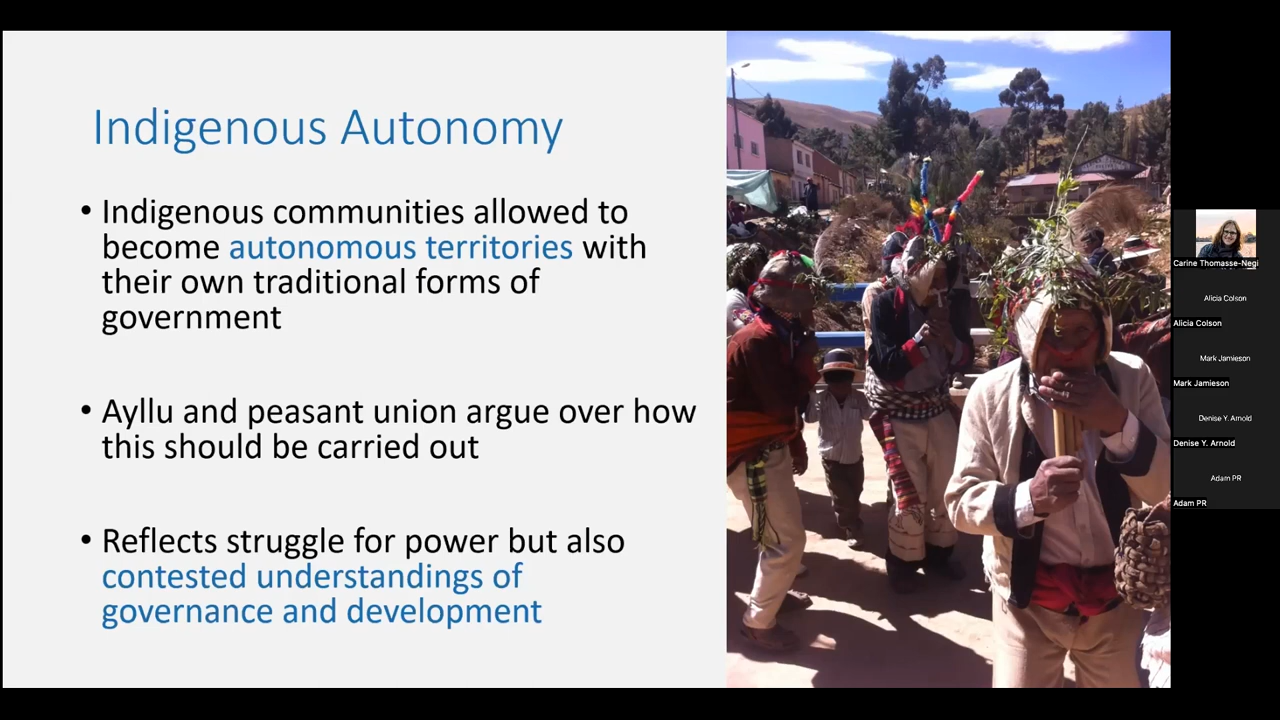 Indigenous Autonomy
• Indigenous communities allowed to
become autonomous territories with
their own traditional forms of
government
• Ayllu and peasant union argue over how
this should be carried out
• Reflects struggle for power but also
contested understandings of
governance and development
Carine Thomasse-Negi
Alicia Colson
Alicia Colson
Mark Jamieson
Mark Jamieson
Denise Y. Arnold
Denise Y. Arnold
Adam PR
Adam PR